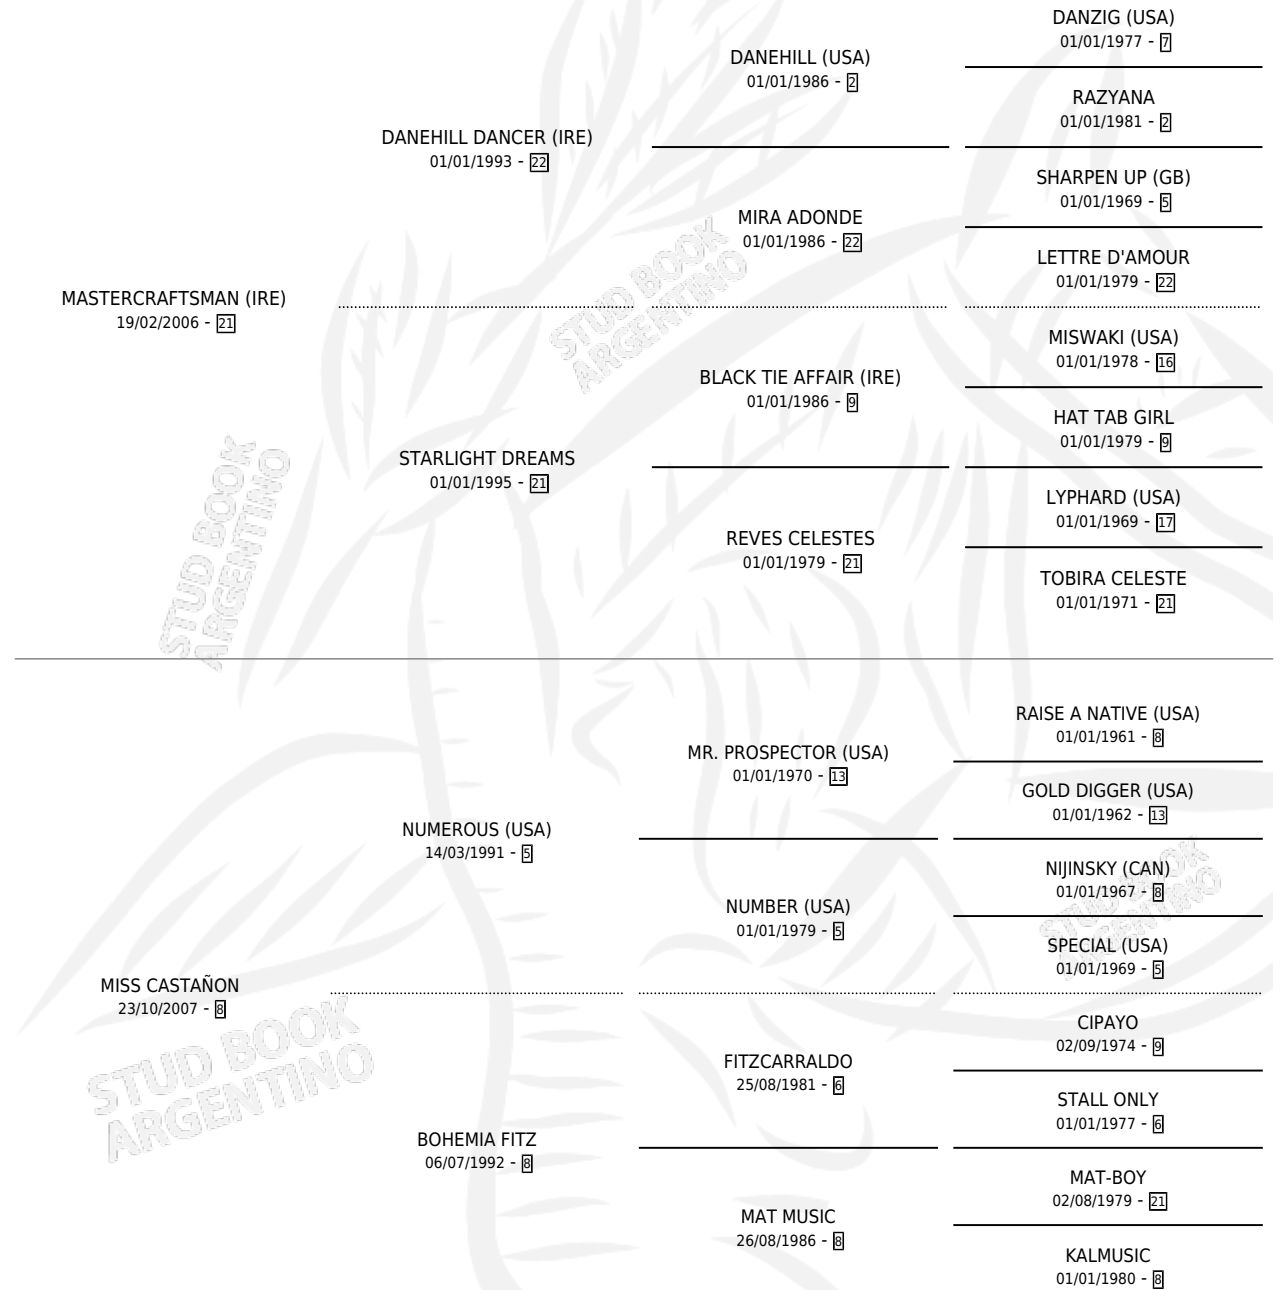 DANZIG (USA)
01/01/1977 - 7
DANEHILL (USA)
01/01/1986 - 2
RAZYANA
01/01/1981 - 2
DANEHILL DANCER (IRE)
01/01/1993 - 22
SHARPEN UP (GB)
01/01/1969 - 5
MIRA ADONDE
01/01/1986 - 22
LETTRE D'AMOUR
01/01/1979 - 22
MASTERCRAFTSMAN (IRE)
19/02/2006 - 21
STUD BOOK
ARGENTINO
MISWAKI (USA)
01/01/1978 - 16
BLACK TIE AFFAIR (IRE)
01/01/1986 - 9
HAT TAB GIRL
01/01/1979 - 9
STARLIGHT DREAMS
01/01/1995 - 21
LYPHARD (USA)
01/01/1969 - 17
REVES CELESTES
01/01/1979 - 21
TOBIRA CELESTE
01/01/1971 - 21
STUD BOOK
ARGENTINO
RAISE A NATIVE (USA)
01/01/1961 - 8
MR. PROSPECTOR (USA)
01/01/1970 - 13
GOLD DIGGER (USA)
01/01/1962 - 13
NUMEROUS (USA)
14/03/1991 - 5
NIJINSKY (CAN)
01/01/1967 - 8
STUD BOOK
ARGENTINO
NUMBER (USA)
01/01/1979 - 5
SPECIAL (USA)
01/01/1969 - 5
MISS CASTAÑON
23/10/2007 - 8
STUD BOOK
ARGENTINO
CIPAYO
02/09/1974 - 9
FITZCARRALDO
25/08/1981 - 6
STALL ONLY
01/01/1977 - 6
BOHEMIA FITZ
06/07/1992 - 8
MAT-BOY
02/08/1979 - 21
MAT MUSIC
26/08/1986 - 8
KALMUSIC
01/01/1980 - 8